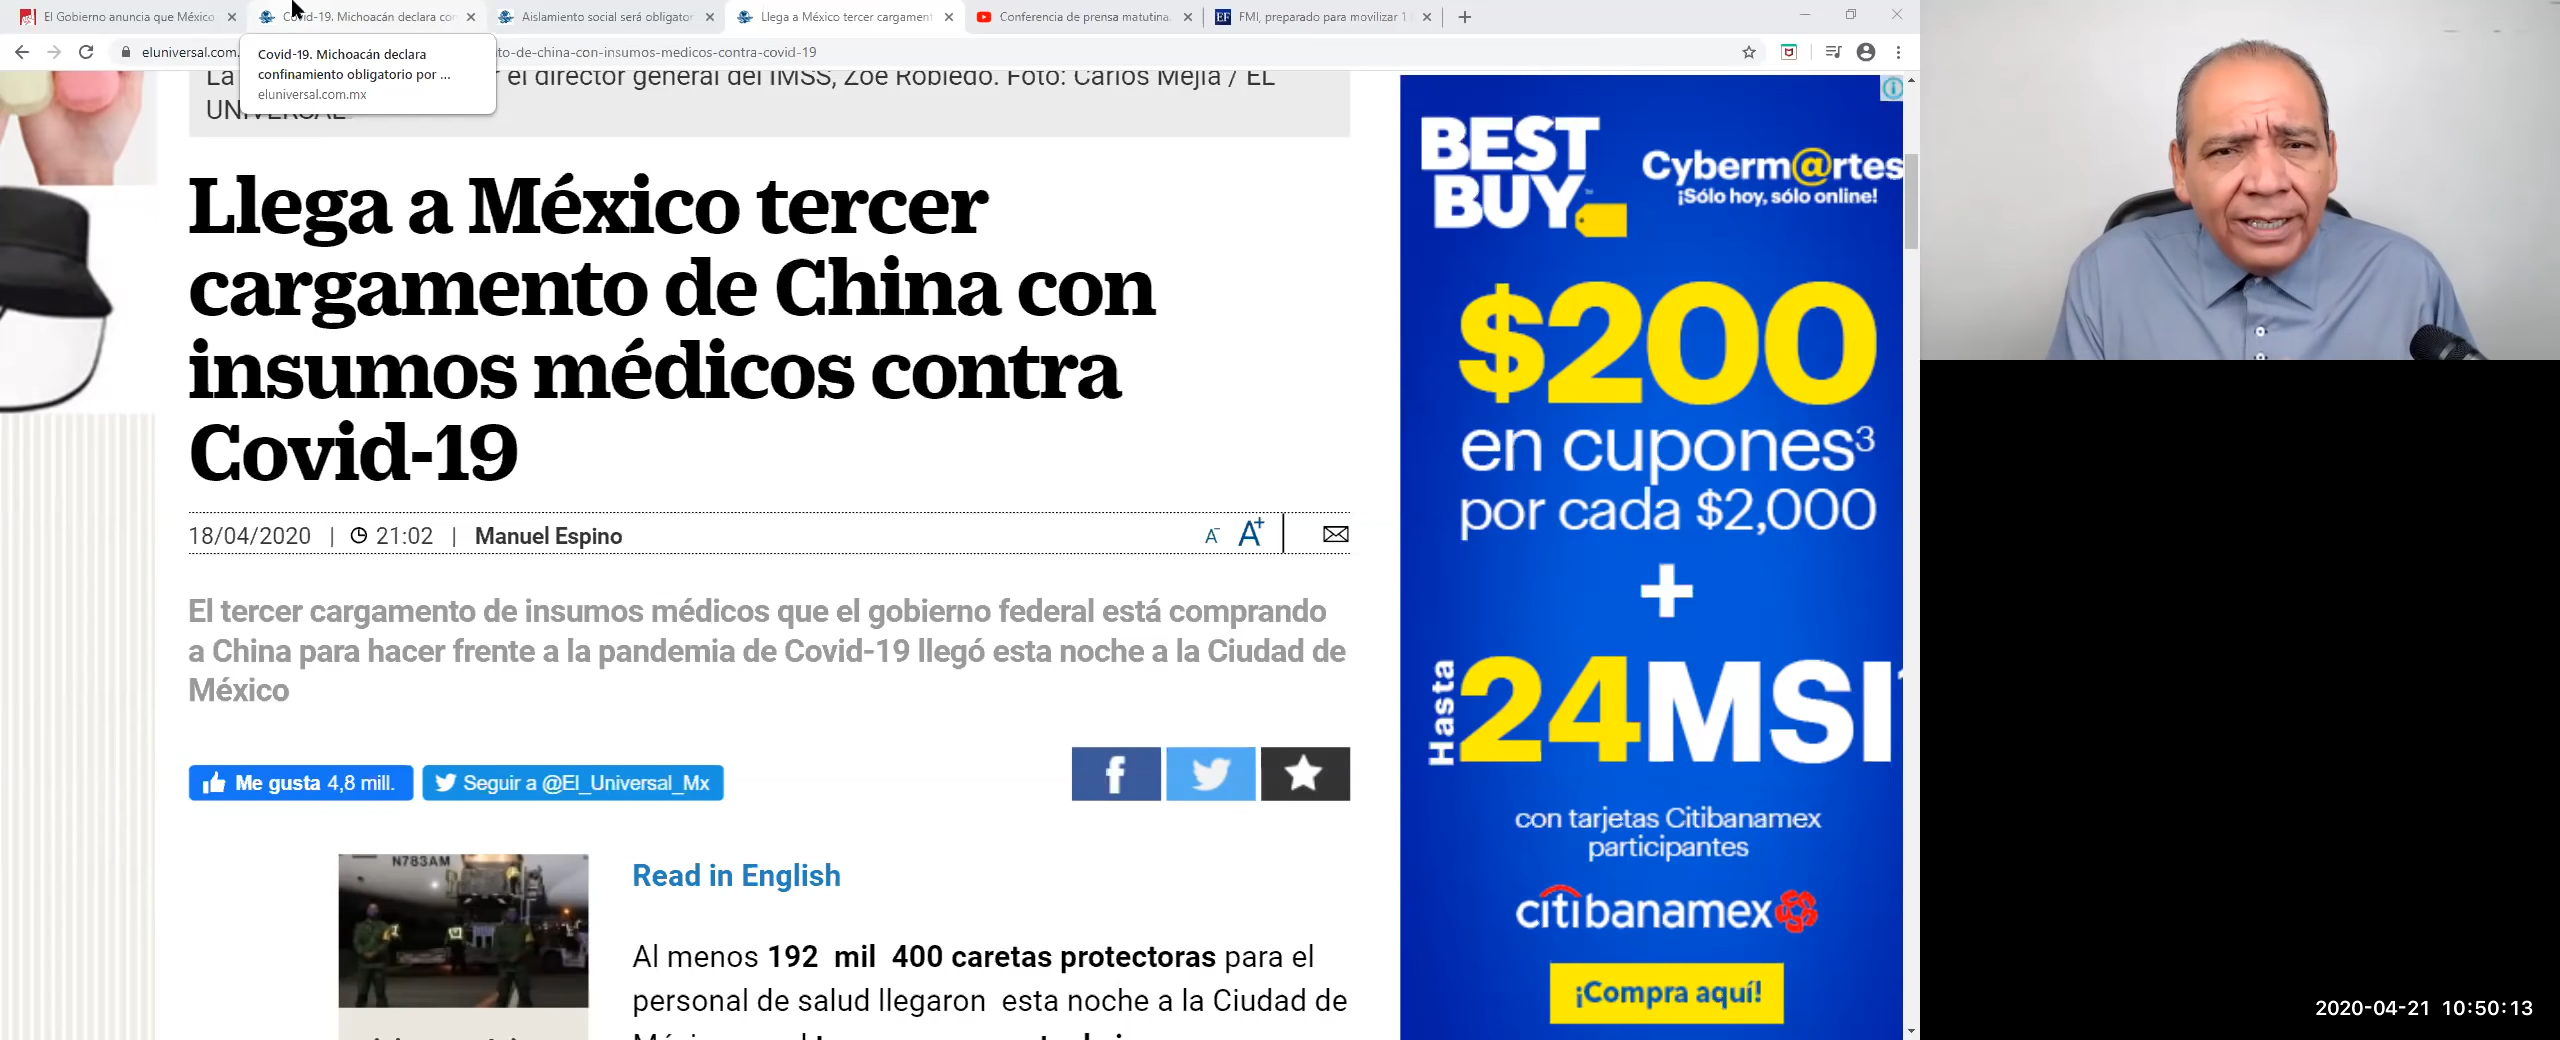 El Gobierno anuncia que México
Covid-19. Michoacán declara con
Aislamiento social será obligator
Llega a México tercer cargament
Conferencia de prensa matutina.
EF
FMI, preparado para movilizar 1
eluniversal.com.
to-de-china-con-insumos-medicos-contra-covid-19
Covid-19. Michoacán declara
confinamiento obligatorio por ...
eluniversal.com.mx
La
r el director general del IMSS, Zoé Robledo. Foto: Carlos Mejía / EL
UNIVERSAL
Llega a México tercer
cargamento de China con
insumos médicos contra
Covid-19
18/04/2020 | 21:02 | Manuel Espino
A- A+
El tercer cargamento de insumos médicos que el gobierno federal está comprando
a China para hacer frente a la pandemia de Covid-19 llegó esta noche a la Ciudad de
México
Me gusta 4,8 mill.
Seguir a @El_Universal_Mx
N783AM
Read in English
Al menos 192 mil 400 caretas protectoras para el
personal de salud llegaron esta noche a la Ciudad de
BEST
BUY
Cyberm@rtes
¡Sólo hoy, sólo online!
$200
en cupones3
por cada $2,000
+
Hasta
24MSI
con tarjetas Citibanamex
participantes
citibanamex
¡Compra aquí!
2020-04-21 10:50:13